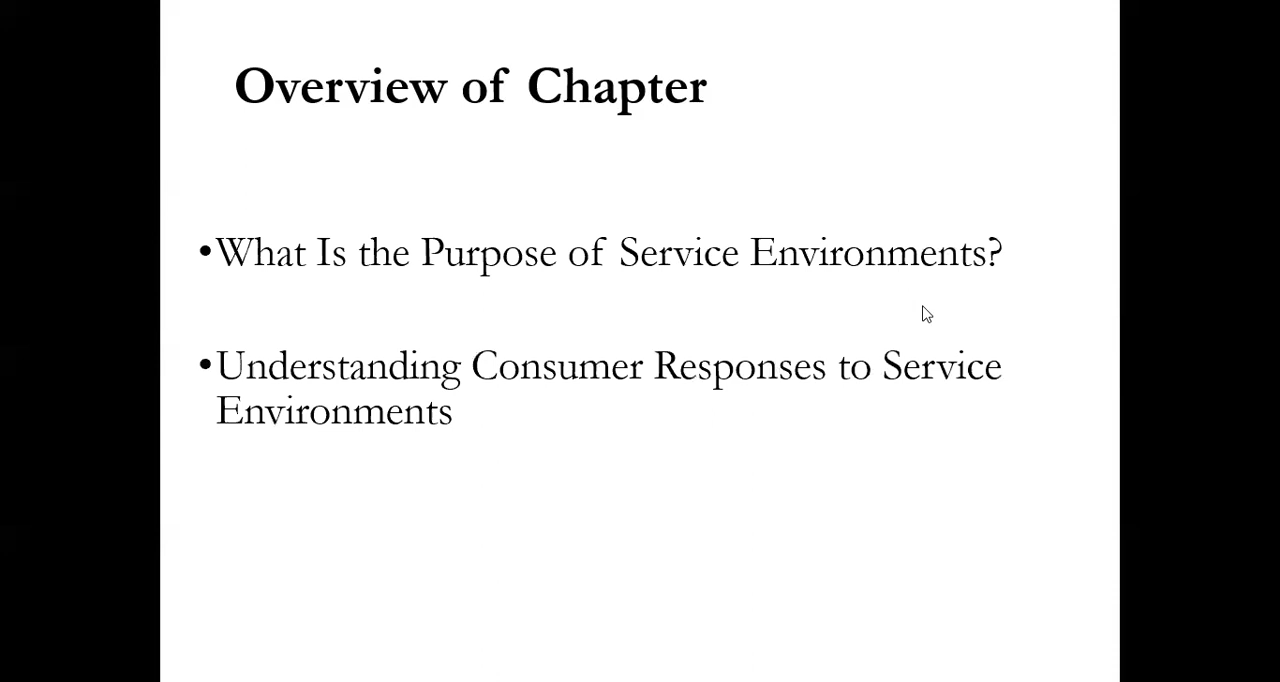 Overview of Chapter
•What Is the Purpose of Service Environments?
•Understanding Consumer Responses to Service
Environments